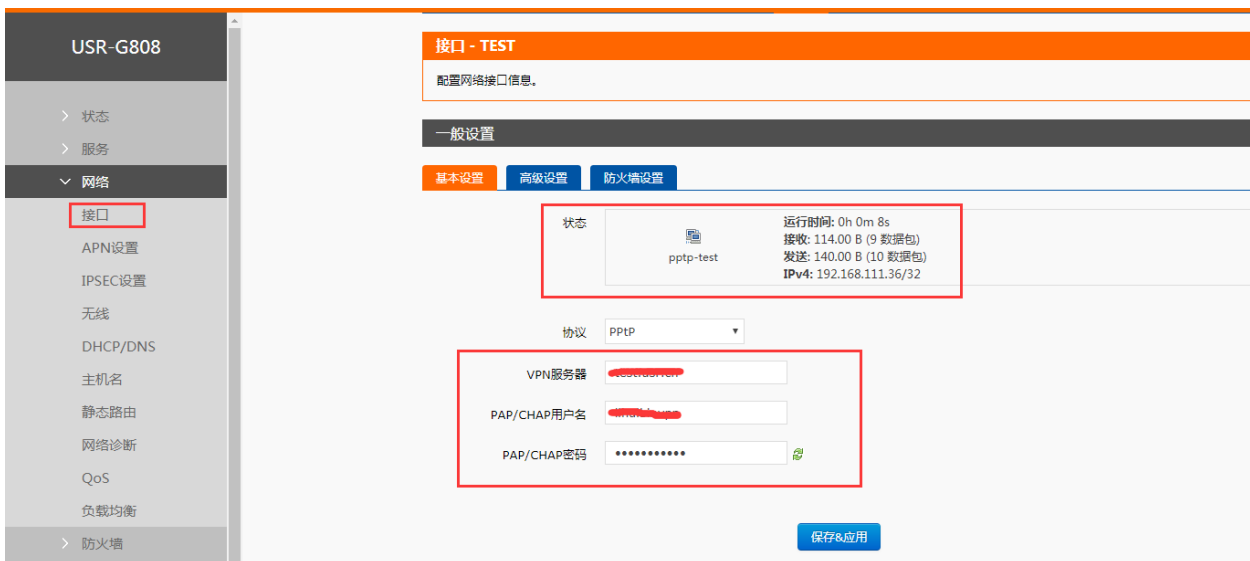 USR-G808
状态
服务
网络
接口
APN设置
IPSEC设置
无线
DHCP/DNS
主机名
静态路由
网络诊断
QoS
负载均衡
防火墙
接口 - TEST
配置网络接口信息。
一般设置
基本设置 高级设置 防火墙设置
状态
pptp-test
运行时间: 0h 0m 8s
接收: 114.00 B (9 数据包)
发送: 140.00 B (10 数据包)
IPv4: 192.168.111.36/32
协议 PPtP
VPN服务器
PAP/CHAP用户名
PAP/CHAP密码 •••••••••••
保存&应用